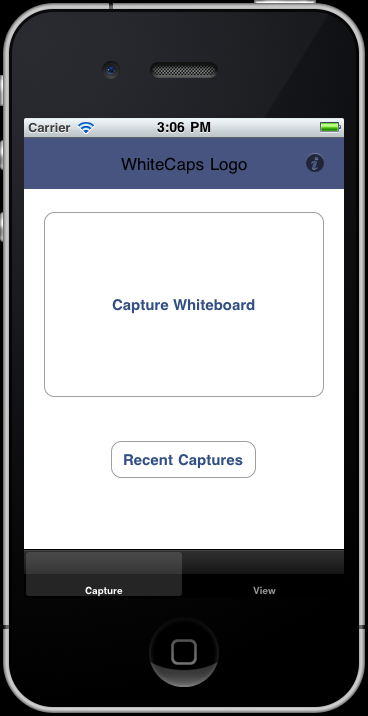 Carrier 3:06 PM
WhiteCaps Logo
Capture Whiteboard
Recent Captures
Capture View